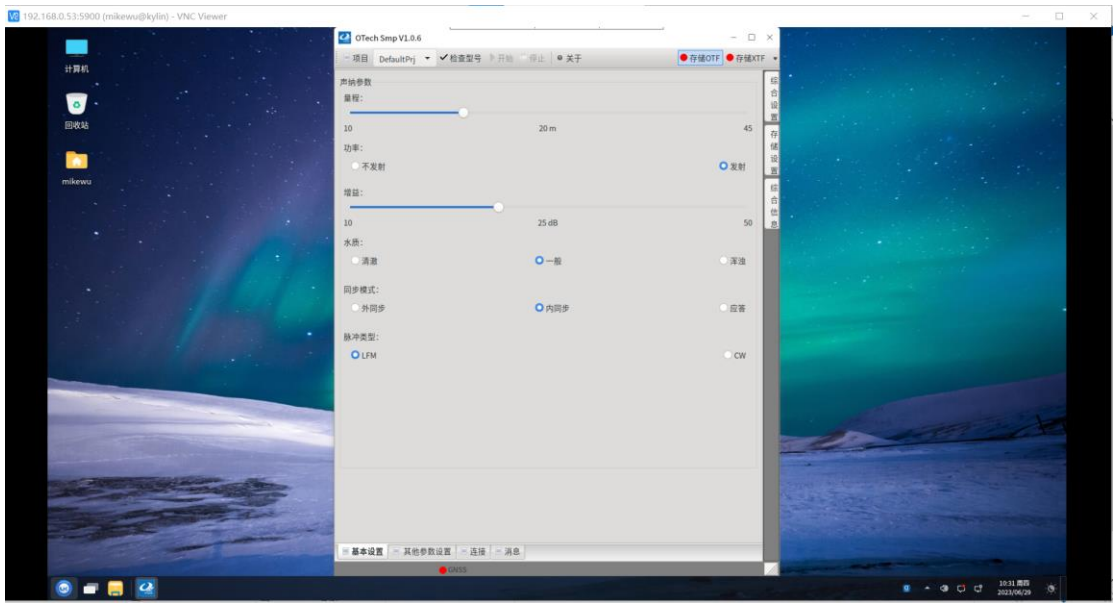 192.168.0.53:5900 (mikewu@kylin) - VNC Viewer
计算机
回收站
mikewu
OTech Smp V1.0.6
项目 DefaultPrj 检查型号 开始 停止 关于 存储OTF 存储XTF
声纳参数
量程:
10 20 m 45
功率:
不发射 发射
增益:
10 25 dB 50
水质:
清澈 一般 浑浊
同步模式:
外同步 内同步 应答
脉冲类型:
LFM CW
综合设置
存储设置
综合信息
基本设置 其他参数设置 连接 消息
GNSS
10:31 周四
2023/06/29